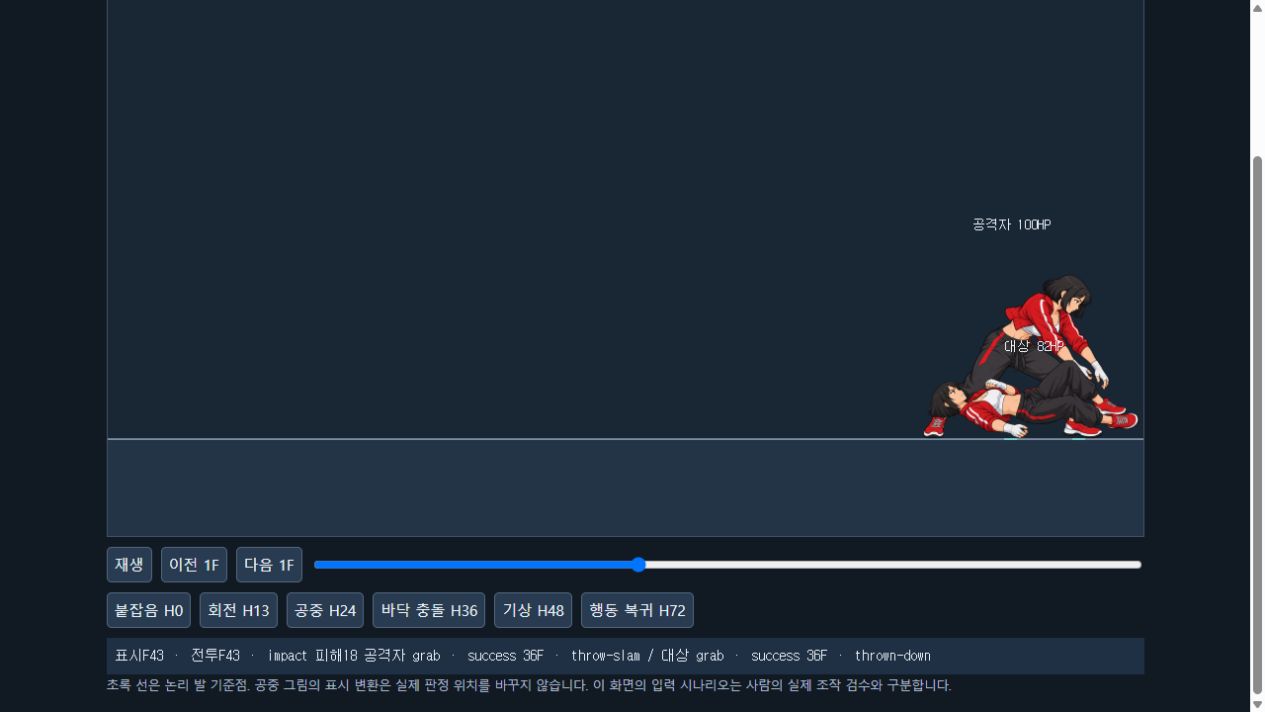 공격자 100HP
대상 82HP
재생 이전 1F 다음 1F
붙잡음 H0 회전 H13 공중 H24 바닥 충돌 H36 기상 H48 행동 복귀 H72
표시F43 · 전투F43 · impact 피해18 공격자 grab · success 36F · throw-slam / 대상 grab · success 36F · thrown-down
초록 선은 논리 발 기준점. 공중 그림의 표시 변환은 실제 판정 위치를 바꾸지 않습니다. 이 화면의 입력 시나리오는 사람의 실제 조작 검수와 구분합니다.